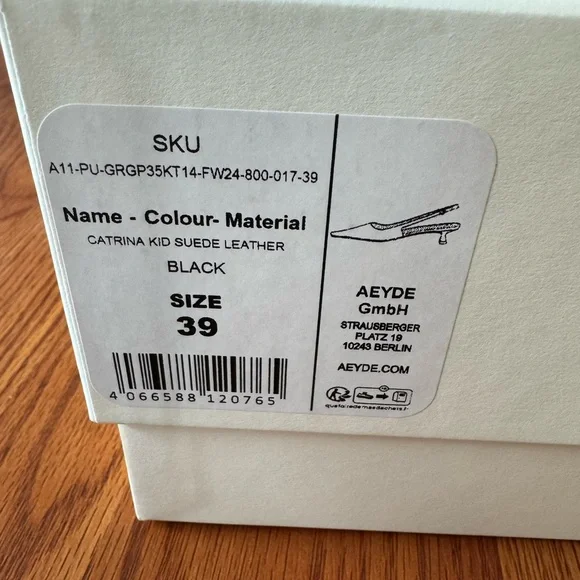 SKU
A11-PU-GRGP35KT14-FW24-800-017-39
Name - Colour- Material
CATRINA KID SUEDE LEATHER
BLACK
SIZE
39
4 066588 120765
AEYDE
GmbH
STRAUSBERGER
PLATZ 19
10243 BERLIN
AEYDE.COM